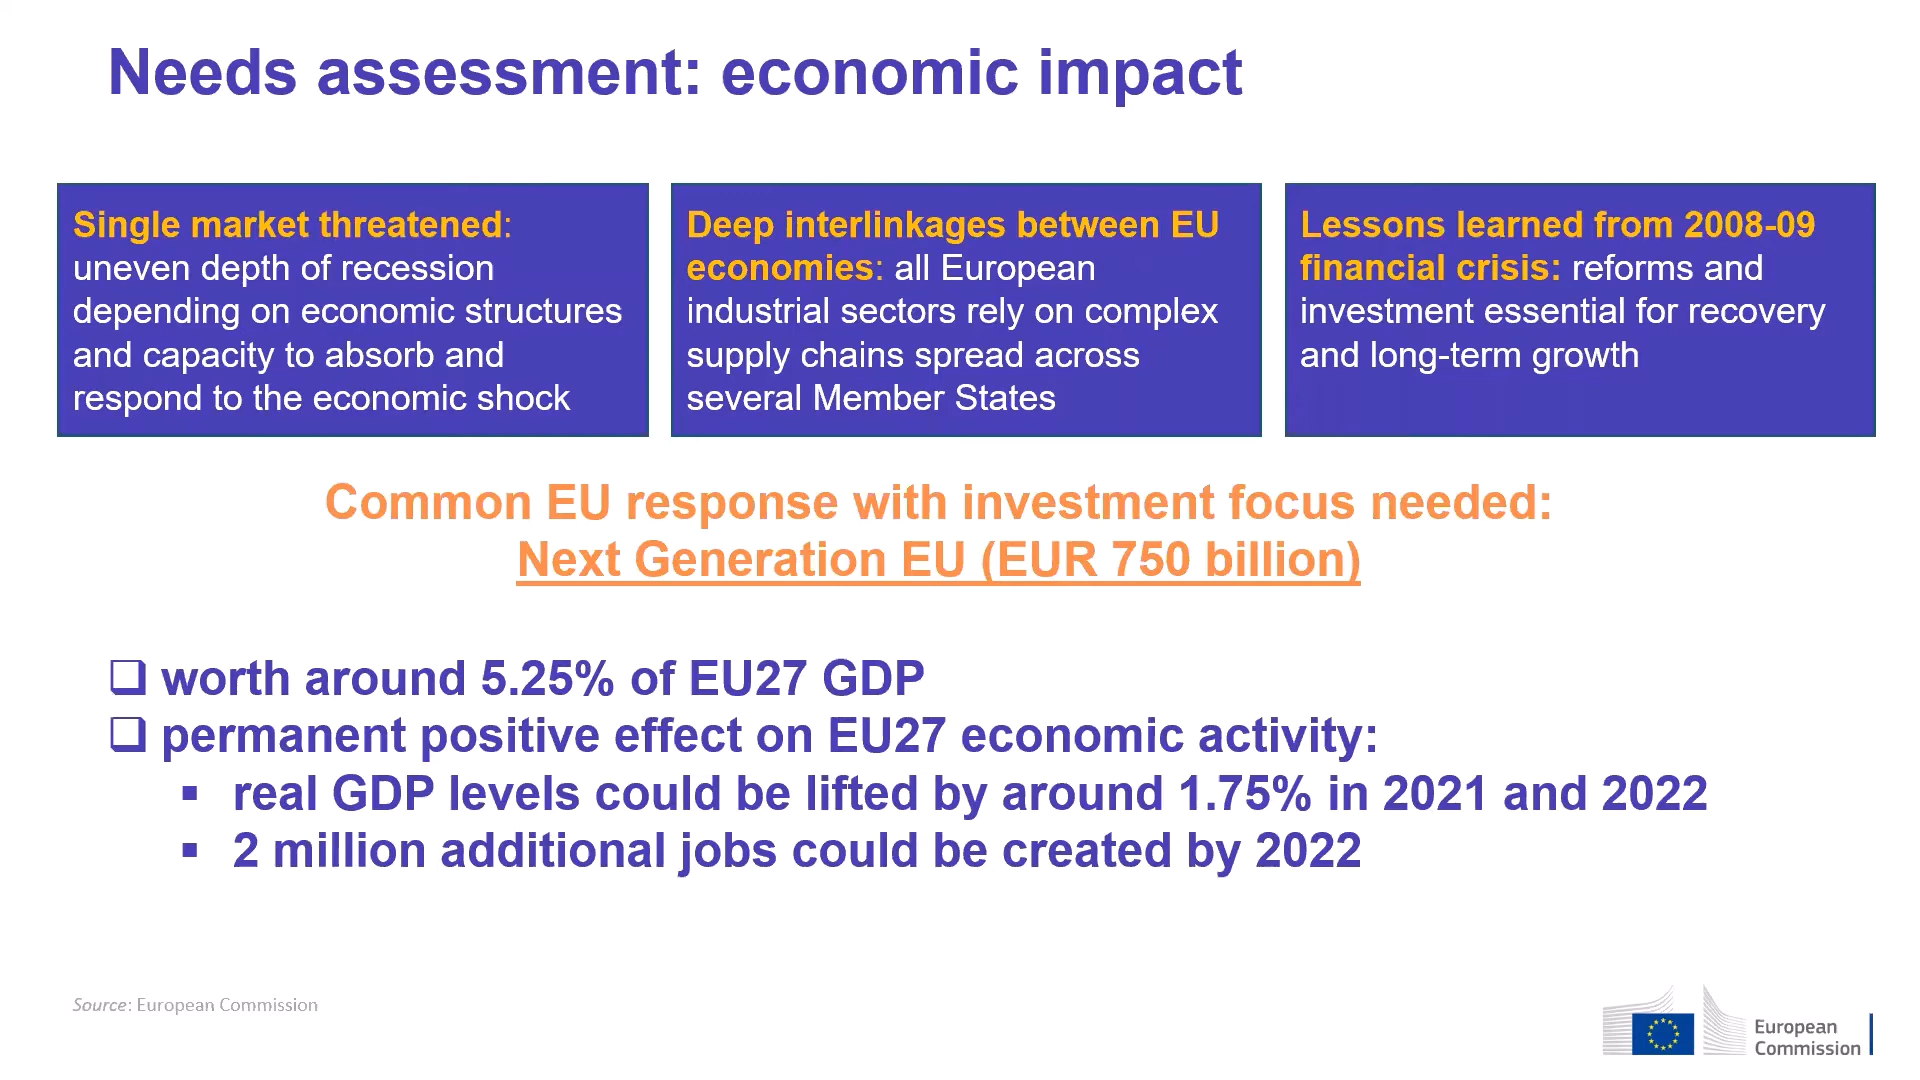 Needs assessment: economic impact
Single market threatened:
uneven depth of recession
depending on economic structures
and capacity to absorb and
respond to the economic shock
Deep interlinkages between EU
economies: all European
industrial sectors rely on complex
supply chains spread across
several Member States
Lessons learned from 2008-09
financial crisis: reforms and
investment essential for recovery
and long-term growth
Common EU response with investment focus needed:
Next Generation EU (EUR 750 billion)
❑ worth around 5.25% of EU27 GDP
❑ permanent positive effect on EU27 economic activity:
▪ real GDP levels could be lifted by around 1.75% in 2021 and 2022
▪ 2 million additional jobs could be created by 2022
Source: European Commission
European
Commission